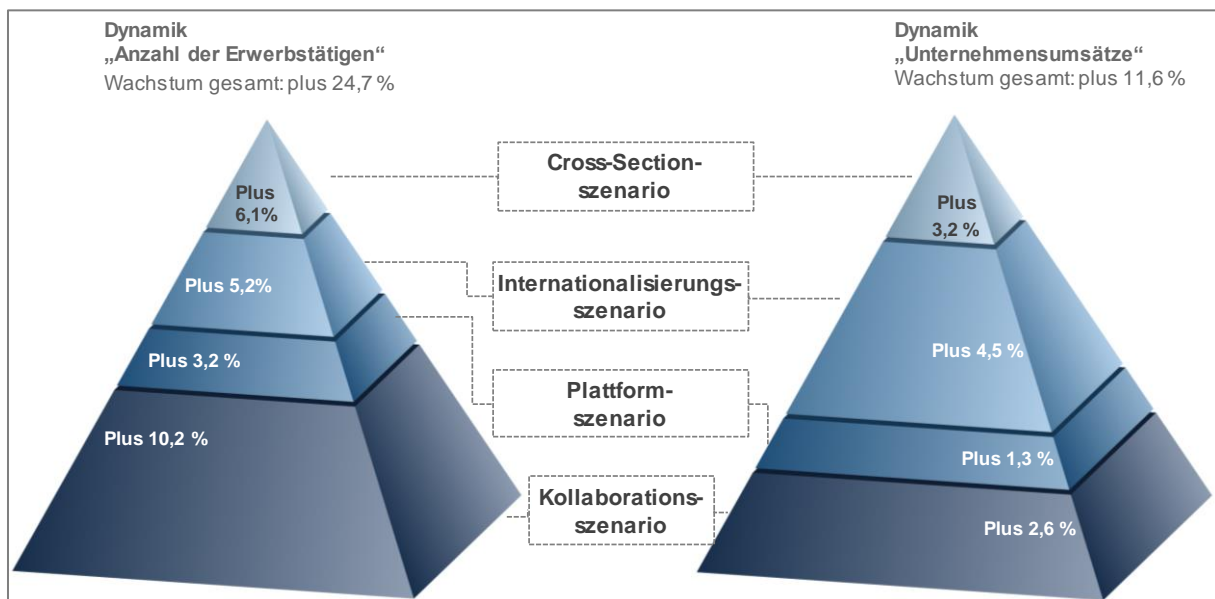 Dynamik
„Anzahl der Erwerbstätigen“
Wachstum gesamt: plus 24,7 %
Dynamik
„Unternehmensumsätze“
Wachstum gesamt: plus 11,6 %
Plus
6,1%
Plus 5,2%
Plus 3,2 %
Plus 10,2 %
Cross-Section-
szenario
Internationalisierungs-
szenario
Plattform-
szenario
Kollaborations-
szenario
Plus
3,2 %
Plus 4,5 %
Plus 1,3 %
Plus 2,6 %